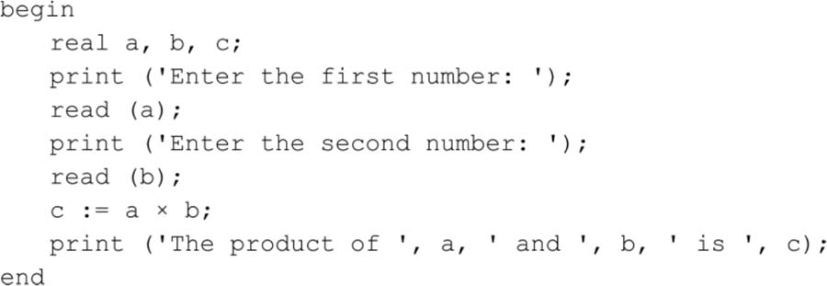 begin
real a, b, c;
print ('Enter the first number: ');
read (a);
print ('Enter the second number: ');
read (b);
c := a × b;
print ('The product of ', a, ' and ', b, ' is ', c);
end